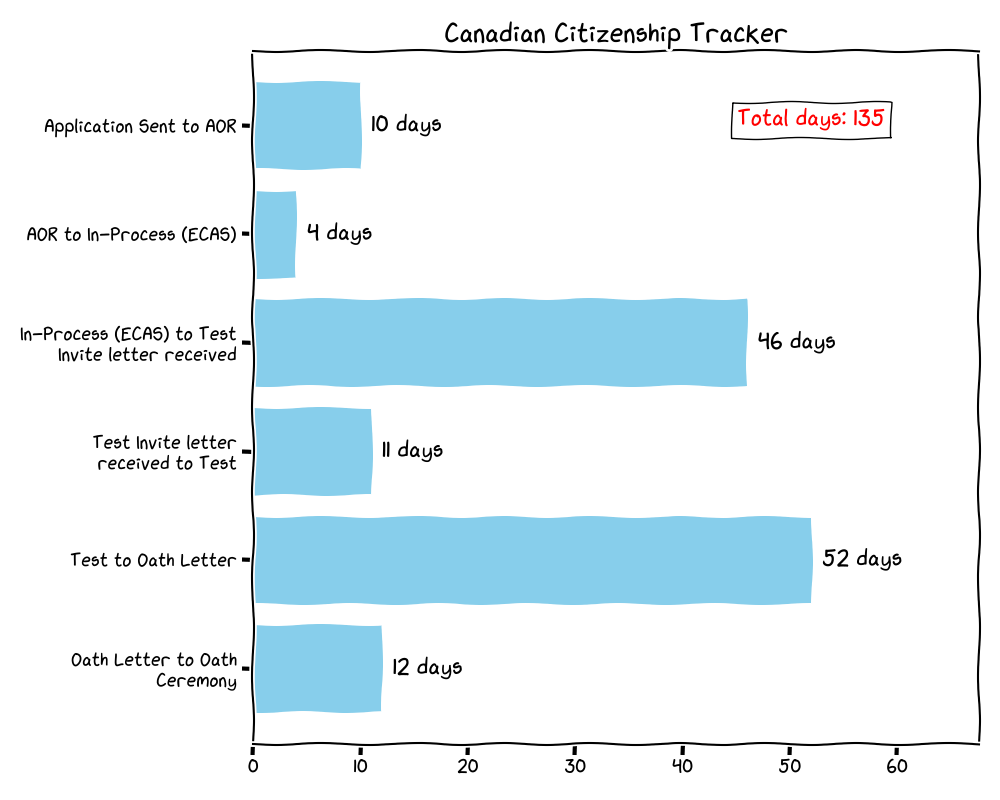 Canadian Citizenship Tracker
Application Sent to AOR
10 days
Total days: 135
AOR to In-Process (ECAS)
4 days
In-Process (ECAS) to Test
Invite letter received
46 days
Test Invite letter
received to Test
11 days
Test to Oath Letter
52 days
Oath Letter to Oath
Ceremony
12 days
0 10 20 30 40 50 60